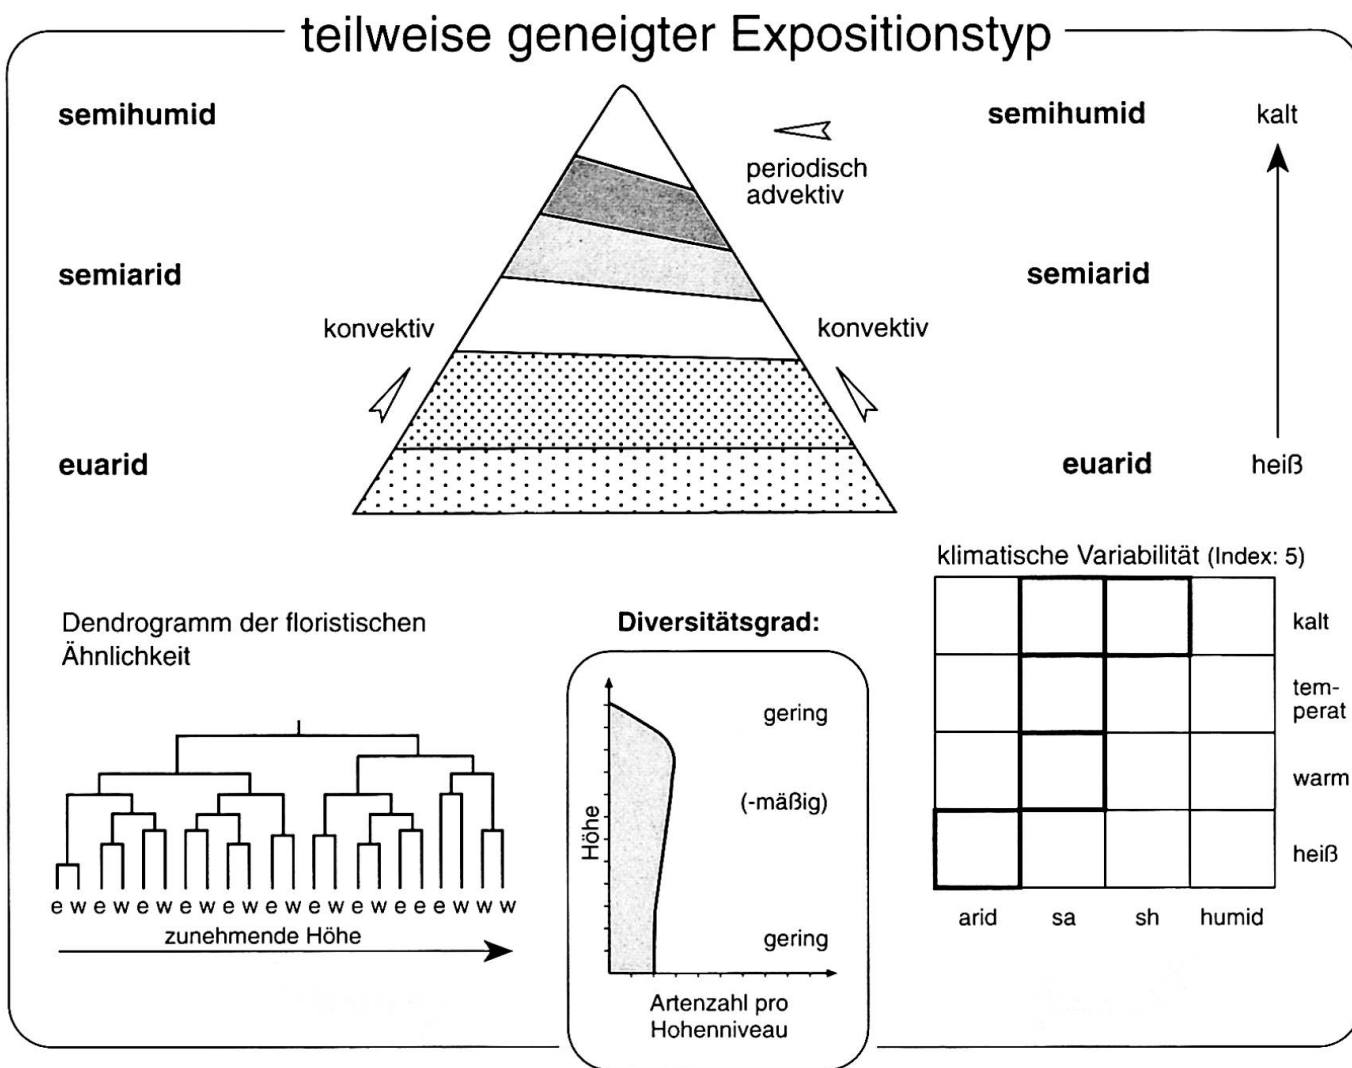 teilweise geneigter Expositionstyp
semihumid
semihumid
kalt
periodisch
advektiv
semiarid
semiarid
konvektiv
konvektiv
euarid
euarid
heiß
klimatische Variabilität (Index: 5)
kalt
tem-
perat
warm
heiß
arid sa sh humid
Dendrogramm der floristischen
Ähnlichkeit
e w e w e w e w e w e w e w e w e e e w w w
zunehmende Höhe
Diversitätsgrad:
gering
(-mäßig)
gering
Höhe
Artenzahl pro
Hohenniveau